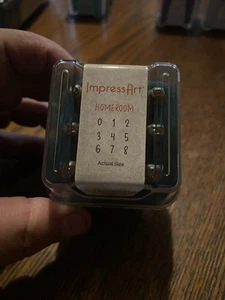 ImpressArt
HOMEROOM
0 1 2
3 4 5
6 7 8
Actual Size